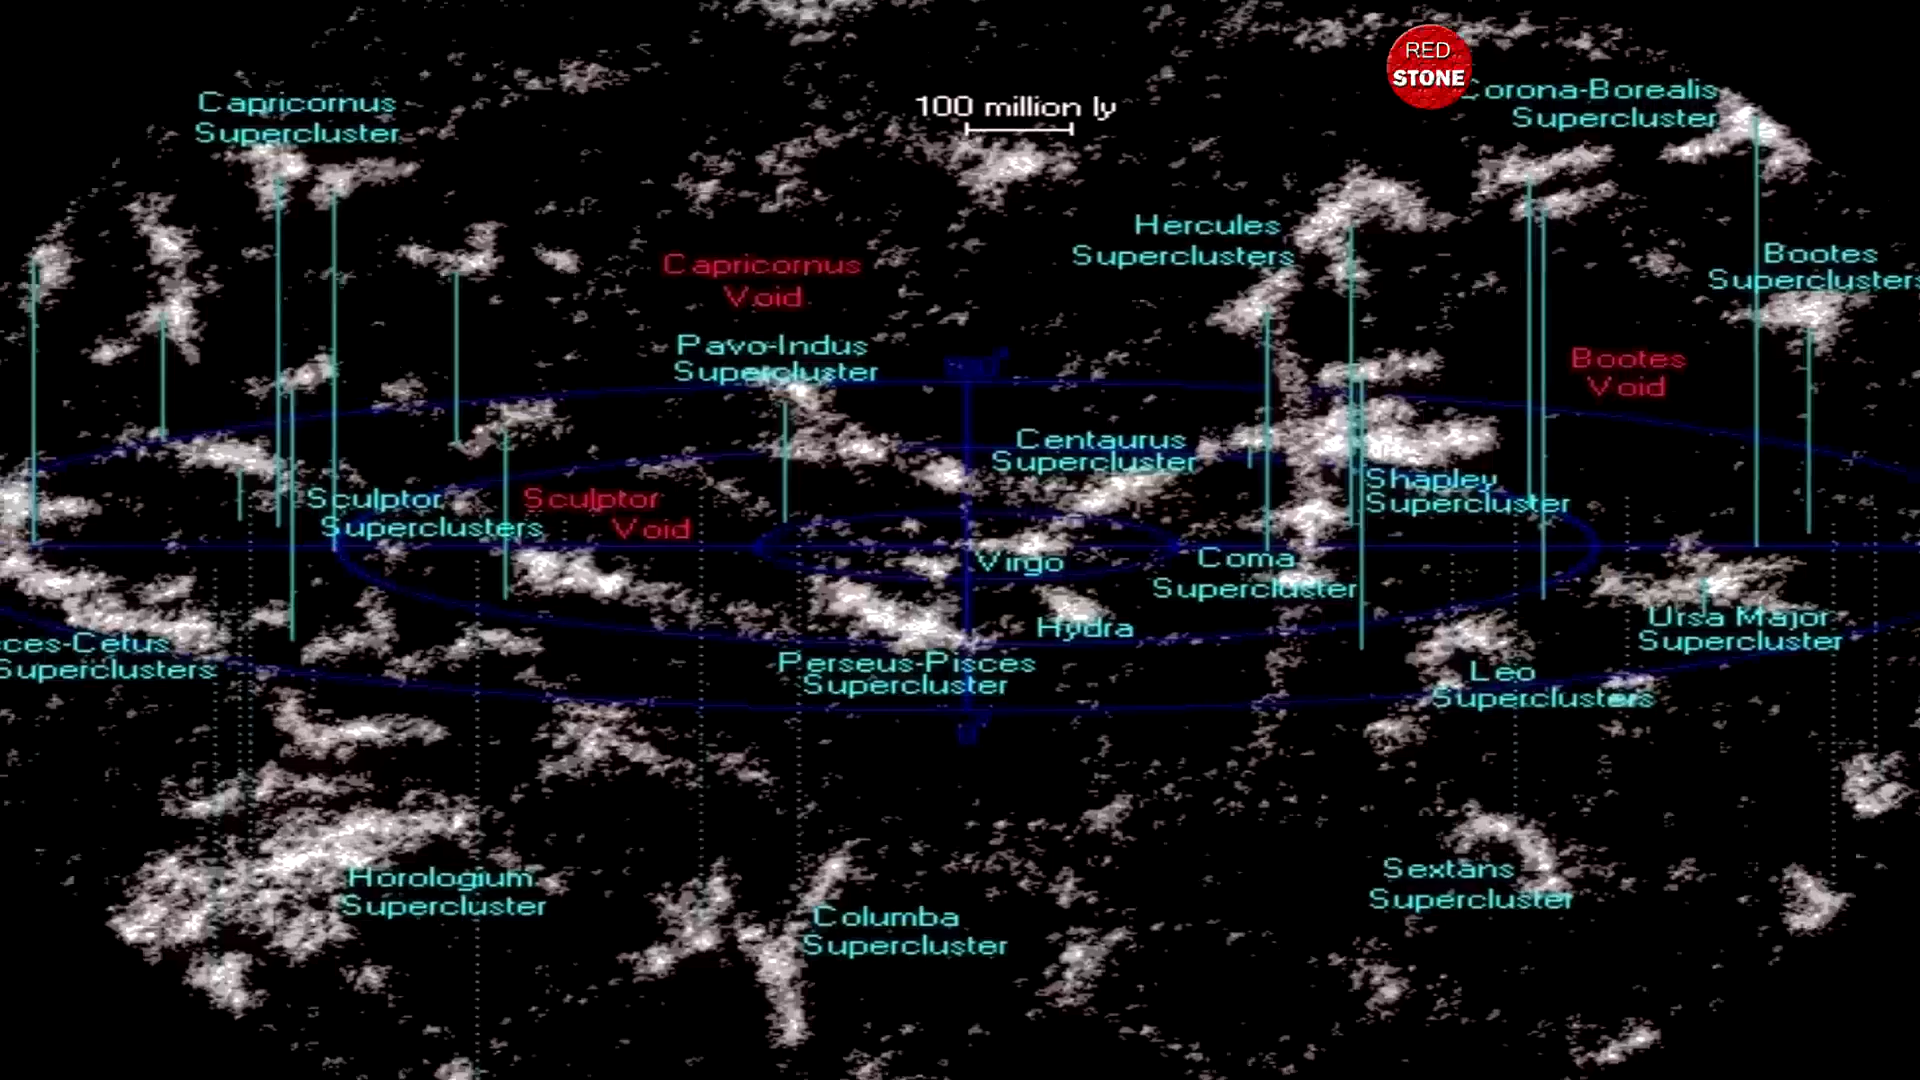 RED
STONE
Capricornus
Supercluster
100 million ly
Corona-Borealis
Supercluster
Hercules
Superclusters
Bootes
Superclusters
Capricornus
Void
Pavo-Indus
Supercluster
Bootes
Void
Centaurus
Supercluster
Shapley
Supercluster
Sculptor
Superclusters
Sculptor
Void
Virgo
Coma
Supercluster
Hydra
Ursa Major
Supercluster
ces-Cetus
Superclusters
Perseus-Pisces
Supercluster
Leo
Superclusters
Horologium
Supercluster
Sextans
Supercluster
Columba
Supercluster